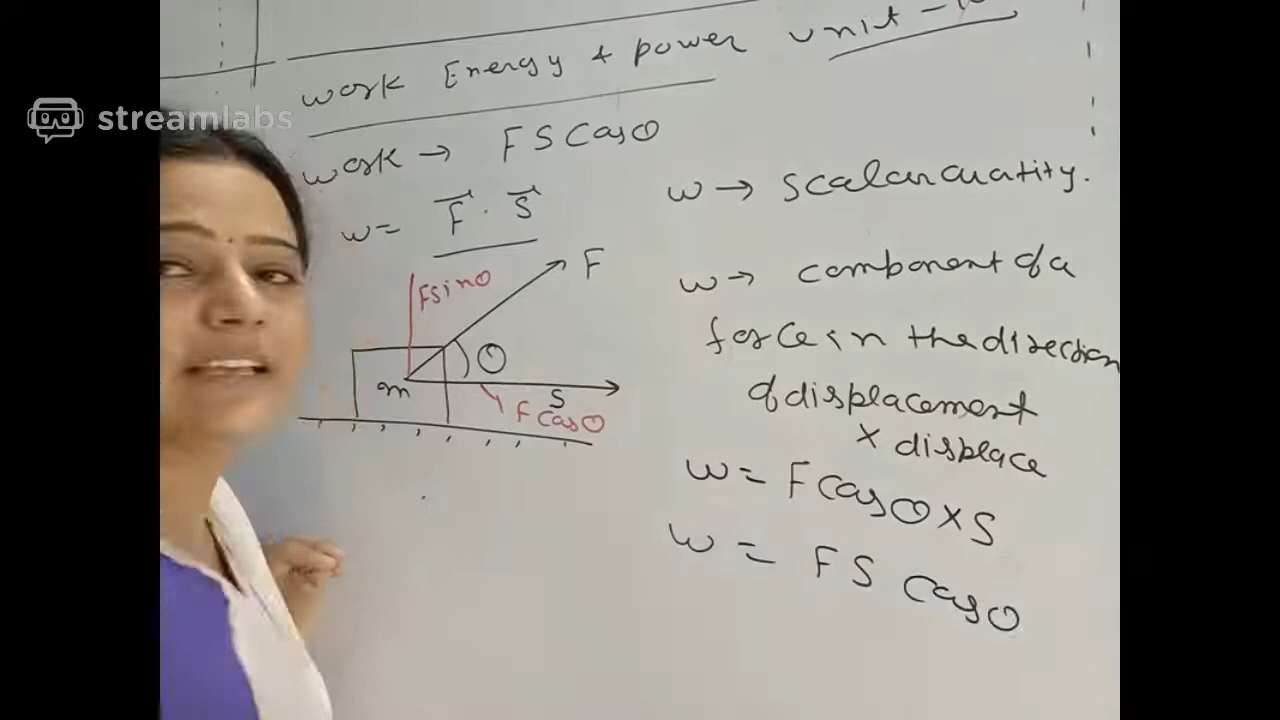 work Energy + power unit -
work → FS Cosθ
w = F⃗ . S⃗
F
Fsinθ
θ
m
S
F Cosθ
w → scalar quatity.
w → component of a
force in the direction
of displacement
× displace
w = F cosθ × S
w = FS Cosθ
streamlabs